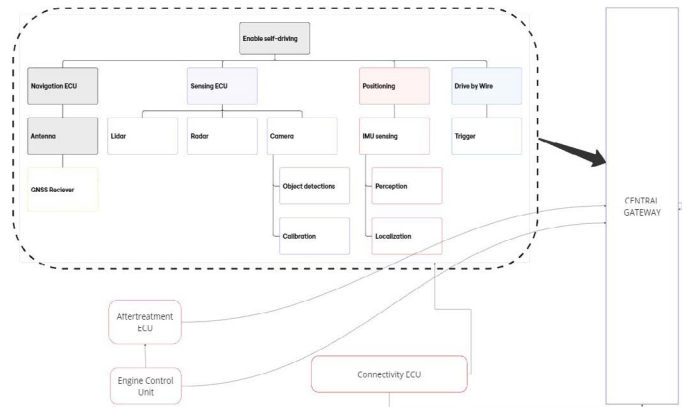 Enable self-driving
Navigation ECU
Sensing ECU
Positioning
Drive by Wire
Antenna
Lidar
Radar
Camera
IMU sensing
Trigger
GNSS Reciever
Object detections
Perception
Calibration
Localization
CENTRAL
GATEWAY
Aftertreatment
ECU
Engine Control
Unit
Connectivity ECU